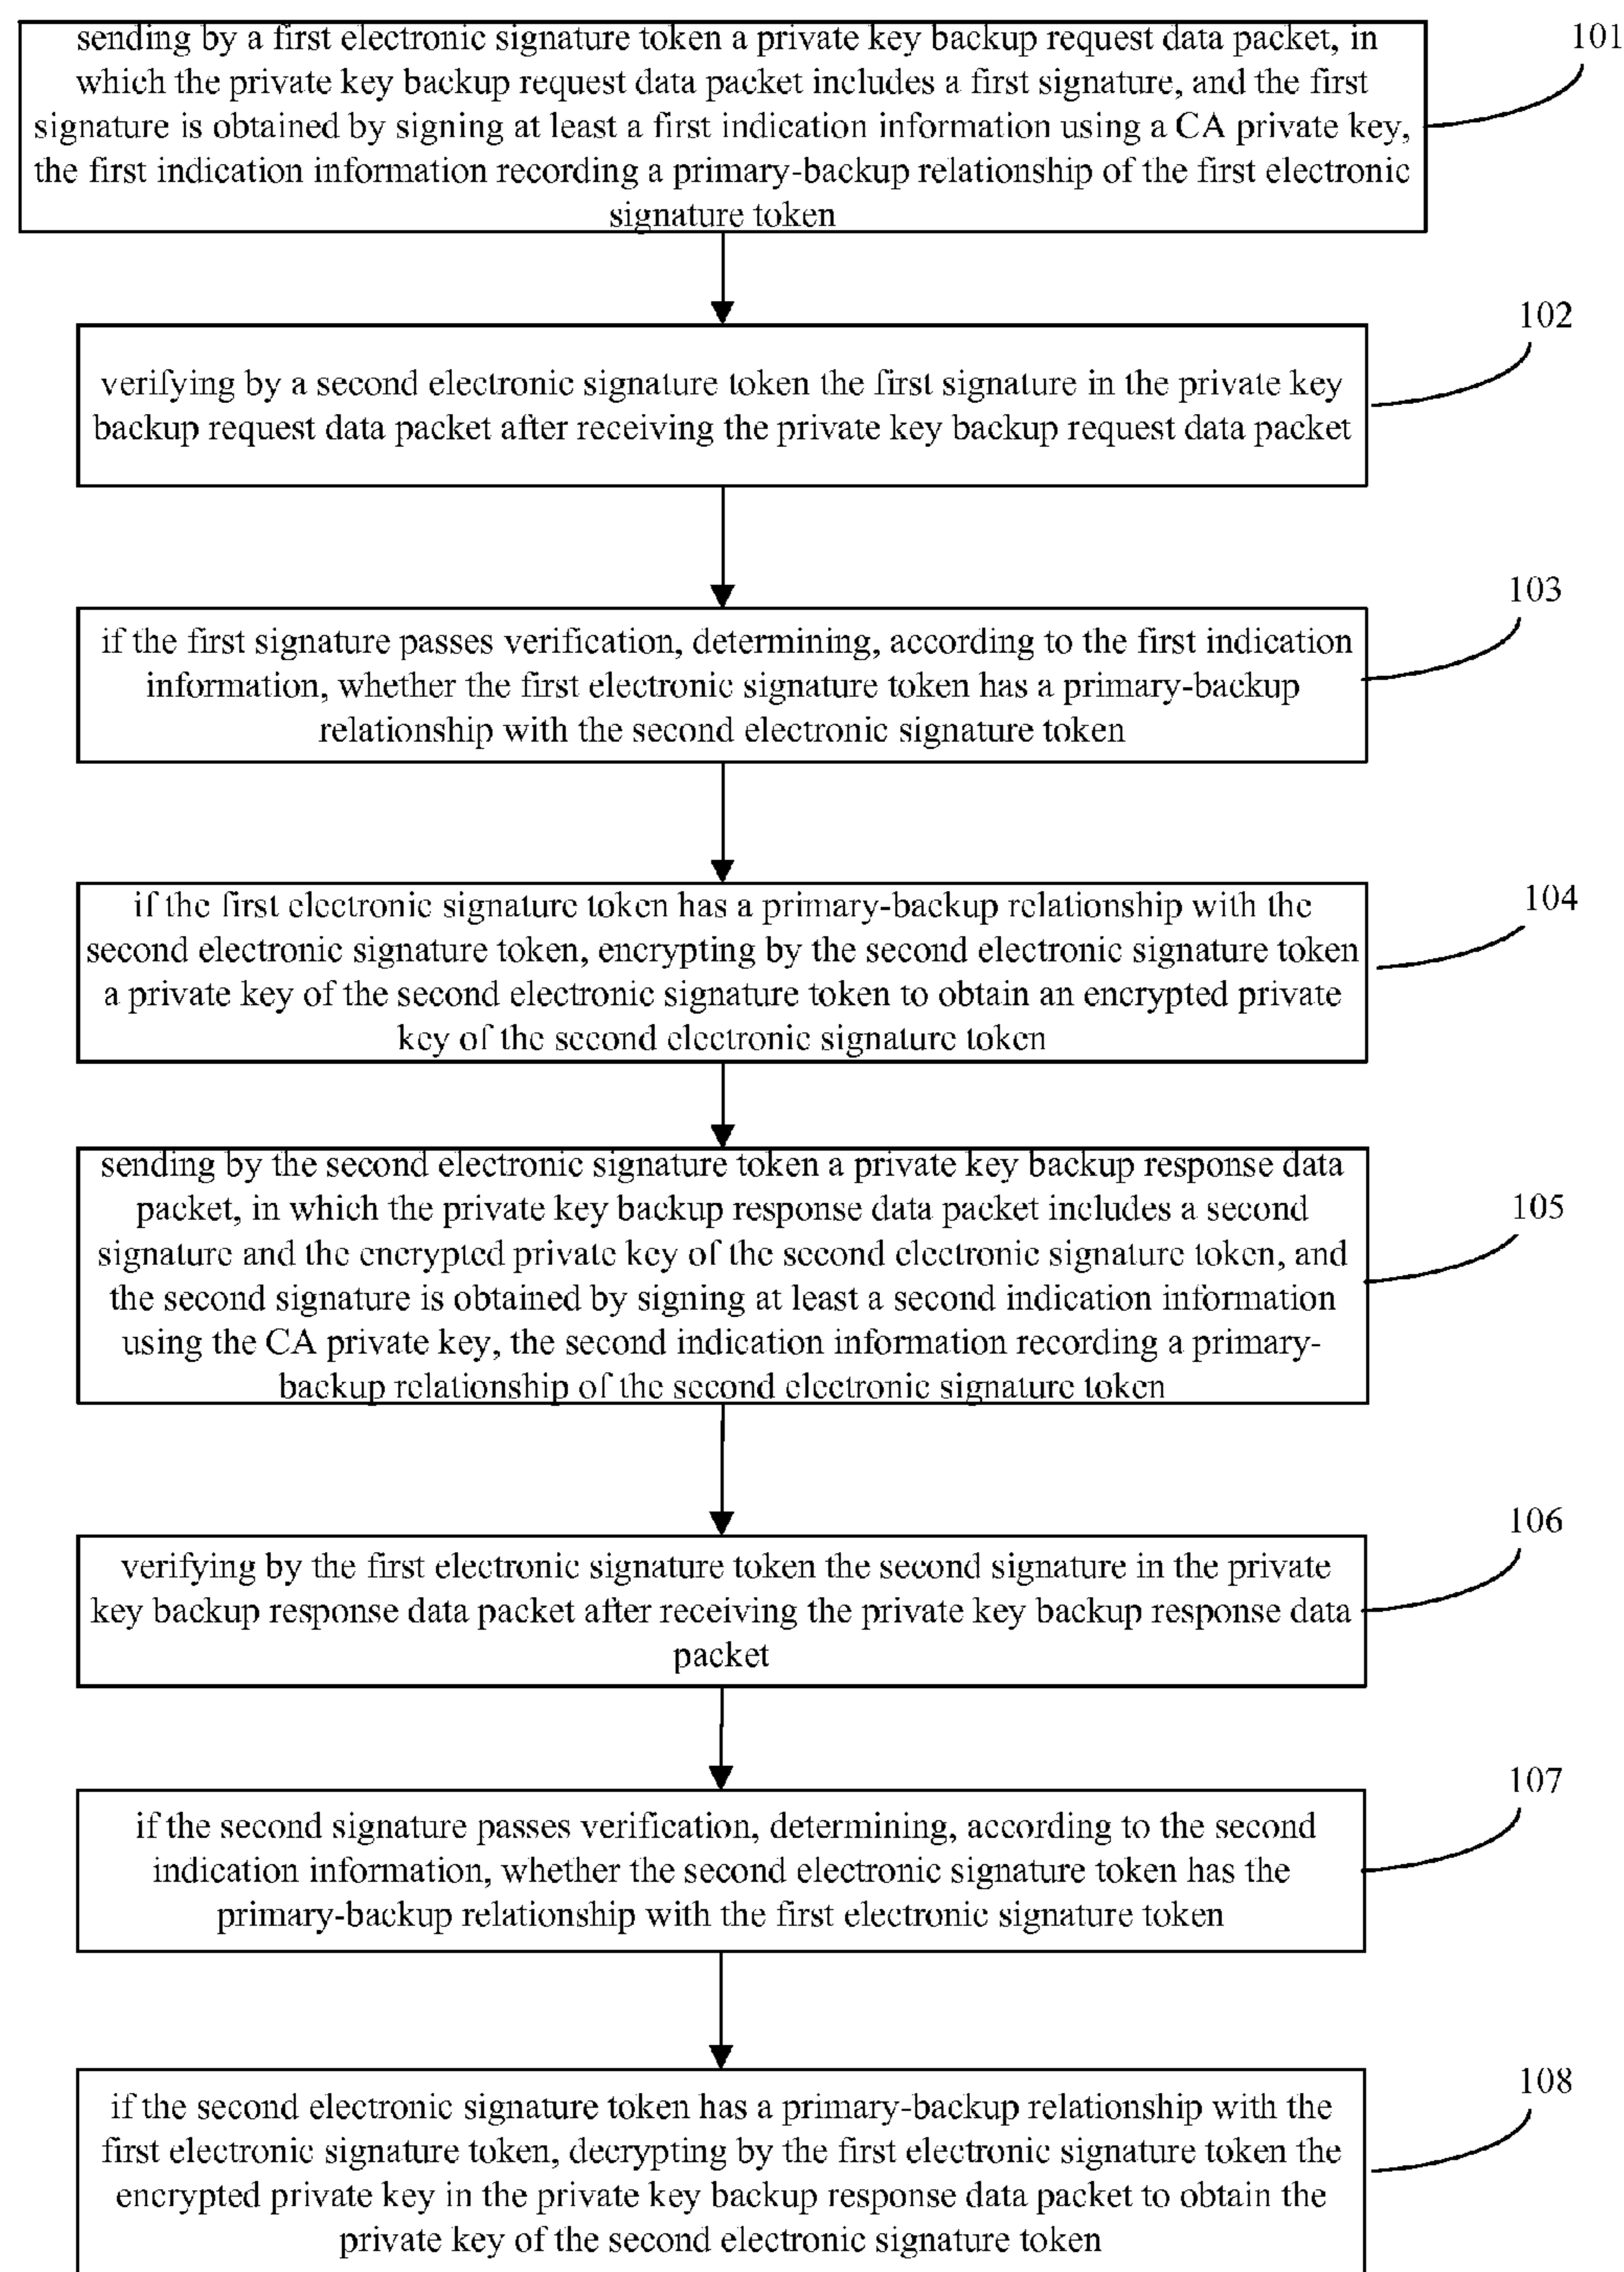 sending by a first electronic signature token a private key backup request data packet, in
which the private key backup request data packet includes a first signature, and the first
signature is obtained by signing at least a first indication information using a CA private key,
the first indication information recording a primary-backup relationship of the first electronic
signature token
101
verifying by a second electronic signature token the first signature in the private key
backup request data packet after receiving the private key backup request data packet
102
if the first signature passes verification, determining, according to the first indication
information, whether the first electronic signature token has a primary-backup
relationship with the second electronic signature token
103
if the first electronic signature token has a primary-backup relationship with the
second electronic signature token, encrypting by the second electronic signature token
a private key of the second electronic signature token to obtain an encrypted private
key of the second electronic signature token
104
sending by the second electronic signature token a private key backup response data
packet, in which the private key backup response data packet includes a second
signature and the encrypted private key of the second electronic signature token, and
the second signature is obtained by signing at least a second indication information
using the CA private key, the second indication information recording a primary-
backup relationship of the second electronic signature token
105
verifying by the first electronic signature token the second signature in the private
key backup response data packet after receiving the private key backup response data
packet
106
if the second signature passes verification, determining, according to the second
indication information, whether the second electronic signature token has the
primary-backup relationship with the first electronic signature token
107
if the second electronic signature token has a primary-backup relationship with the
first electronic signature token, decrypting by the first electronic signature token the
encrypted private key in the private key backup response data packet to obtain the
private key of the second electronic signature token
108